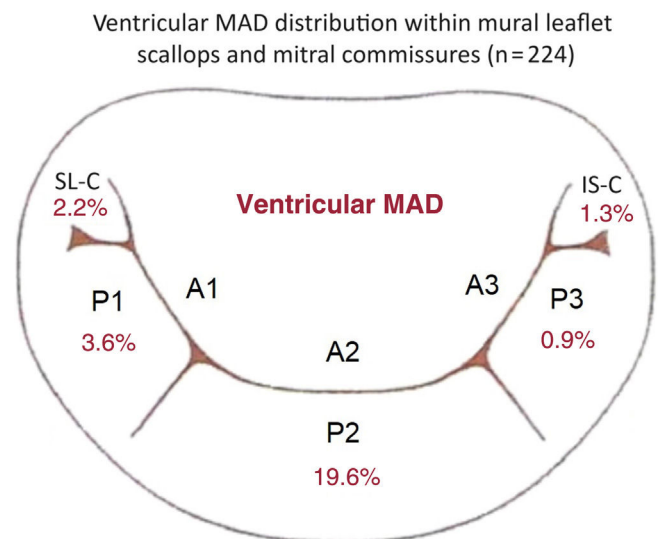 Ventricular MAD distribution within mural leaflet
scallops and mitral commissures (n=224)
SL-C
2.2%
Ventricular MAD
IS-C
1.3%
P1
3.6%
A1
A3
P3
0.9%
A2
P2
19.6%